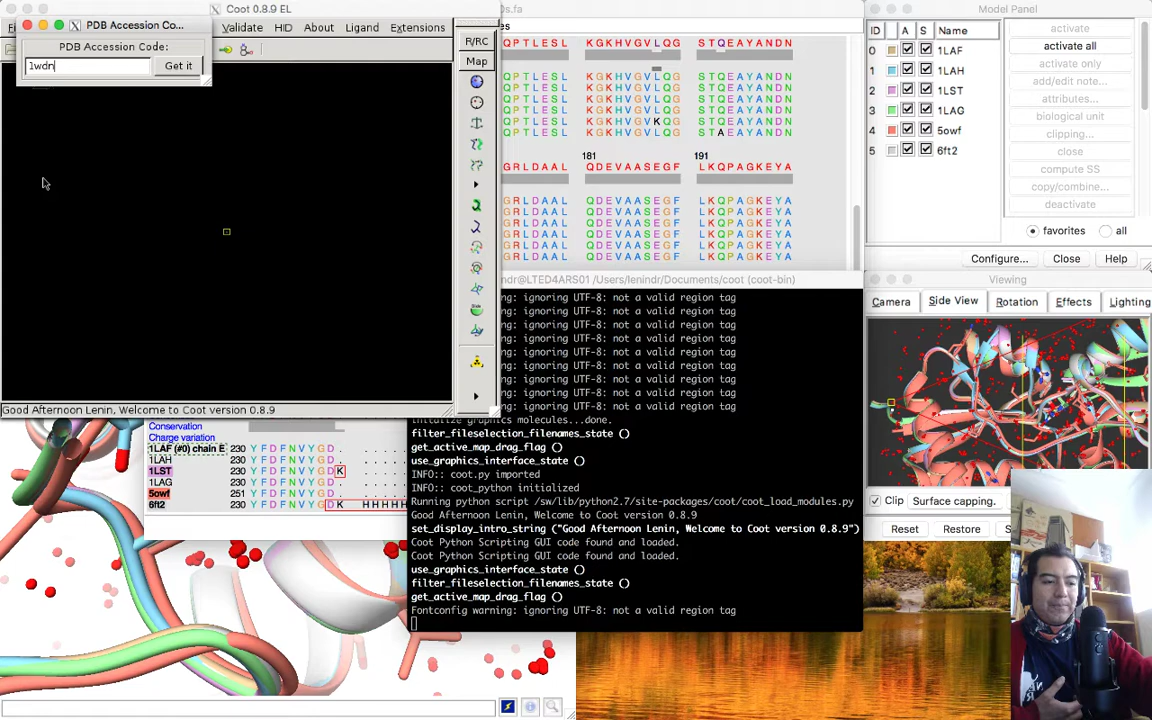 Coot 0.8.9 EL
Validate HID About Ligand Extensions
PDB Accession Co...
PDB Accession Code:
1wdn
Get it
R/RC
Map
Good Afternoon Lenin, Welcome to Coot version 0.8.9
s.fa
es
QPTLESL KGKHVGVLQG STQEAYANDN
QPTLESL KGKHVGVLQG STQEAYANDN
QPTLESL KGKHVGVLQG STQEAYANDN
QPTLESL KGKHVGVLQG STQEAYANDN
QPTLESL KGKHVGVLQG STQEAYANDN
QPTLESL KGKHVGVKQG STQEAYANDN
QPTLESL KGKHVGVLQG STAEAYANDN
181 191
GRLDAAL QDEVAASEGF LKQPAGKEYA
GRLDAAL QDEVAASEGF LKQPAGKEYA
GRLDAAL QDEVAASEGF LKQPAGKEYA
GRLDAAL QDEVAASEGF LKQPAGKEYA
GRLDAAL QDEVAASEGF LKQPAGKEYA
GRLDAAL QDEVAASEGF LKQPAGKEYA
GRLDAAL QDEVAASEGF LKQPAGKEYA
Model Panel
ID A S Name
0 1LAF
1 1LAH
2 1LST
3 1LAG
4 5owf
5 6ft2
activate
activate all
activate only
add/edit note...
attributes...
biological unit
clipping...
close
compute SS
copy/combine...
deactivate
favorites all
Configure... Close Help
Viewing
Camera Side View Rotation Effects Lighting
Clip Surface capping.
Reset Restore
Conservation
Charge variation
1LAF (#0) chain E 230 YFDFNVYGD. . . . . .
1LAH 230 YFDFNVYGD. . . . . .
1LST 230 YFDFNVYGDK . . . . .
1LAG 230 YFDFNVYGD. . . . . .
5owf 251 YFDFNVYGD. . . . . .
6ft2 230 YFDFNVYGDK HHHHH
ndr@LTED4ARS01 /Users/lenindr/Documents/coot (coot-bin)
ng: ignoring UTF-8: not a valid region tag
ng: ignoring UTF-8: not a valid region tag
ng: ignoring UTF-8: not a valid region tag
ng: ignoring UTF-8: not a valid region tag
ng: ignoring UTF-8: not a valid region tag
ng: ignoring UTF-8: not a valid region tag
ng: ignoring UTF-8: not a valid region tag
ng: ignoring UTF-8: not a valid region tag
ng: ignoring UTF-8: not a valid region tag
initalize graphics molecules...done.
filter_fileselection_filenames_state ()
get_active_map_drag_flag ()
use_graphics_interface_state ()
INFO:: coot.py imported
INFO:: coot_python initialized
Running python script /sw/lib/python2.7/site-packages/coot/coot_load_modules.py
Good Afternoon Lenin, Welcome to Coot version 0.8.9
set_display_intro_string ("Good Afternoon Lenin, Welcome to Coot version 0.8.9")
Coot Python Scripting GUI code found and loaded.
Coot Python Scripting GUI code found and loaded.
use_graphics_interface_state ()
filter_fileselection_filenames_state ()
get_active_map_drag_flag ()
Fontconfig warning: ignoring UTF-8: not a valid region tag